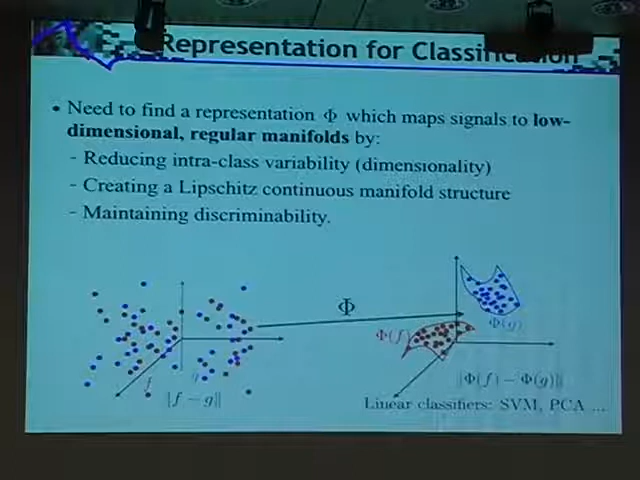 Representation for Classification
• Need to find a representation Φ which maps signals to low-
dimensional, regular manifolds by:
- Reducing intra-class variability (dimensionality)
- Creating a Lipschitz continuous manifold structure
- Maintaining discriminability.
Φ
Φ(f)
Φ(g)
f
g
‖f − g‖
‖Φ(f) − Φ(g)‖
Linear classifiers: SVM, PCA ...